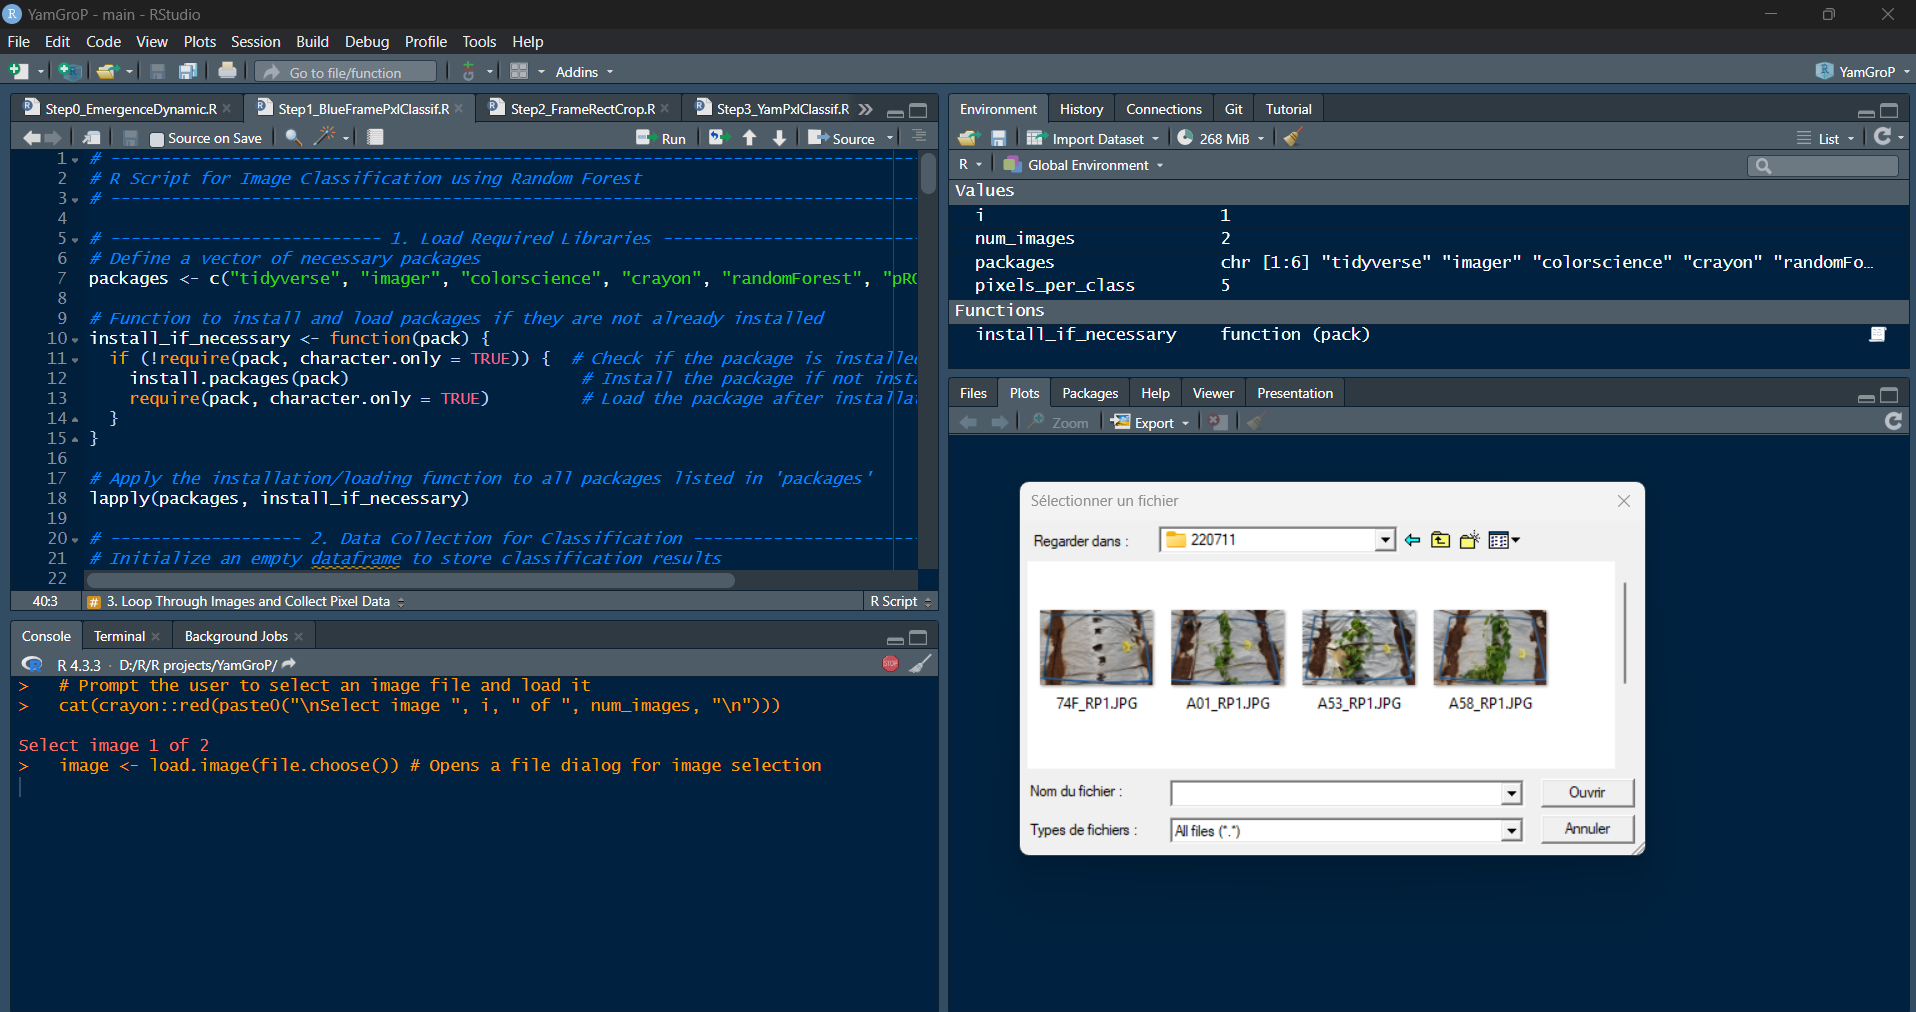 YamGroP - main - RStudio
File Edit Code View Plots Session Build Debug Profile Tools Help
Go to file/function Addins YamGroP
Step0_EmergenceDynamic.R Step1_BlueFramePxlClassif.R Step2_FrameRectCrop.R Step3_YamPxlClassif.R
Source on Save Run Source
1 # ---------------------------------------------------------------------------
2 # R Script for Image Classification using Random Forest
3 # ---------------------------------------------------------------------------
4
5 # --------------------------- 1. Load Required Libraries -------------------------
6 # Define a vector of necessary packages
7 packages <- c("tidyverse", "imager", "colorscience", "crayon", "randomForest", "pRO
8
9 # Function to install and load packages if they are not already installed
10 install_if_necessary <- function(pack) {
11 if (!require(pack, character.only = TRUE)) { # Check if the package is installe
12 install.packages(pack) # Install the package if not inst
13 require(pack, character.only = TRUE) # Load the package after installa
14 }
15 }
16
17 # Apply the installation/loading function to all packages listed in 'packages'
18 lapply(packages, install_if_necessary)
19
20 # ------------------- 2. Data Collection for Classification ----------------------
21 # Initialize an empty dataframe to store classification results
22
40:3 # 3. Loop Through Images and Collect Pixel Data R Script
Console Terminal Background Jobs
R 4.3.3 · D:/R/R projects/YamGroP/
STOP
> # Prompt the user to select an image file and load it
> cat(crayon::red(paste0("\nSelect image ", i, " of ", num_images, "\n")))
Select image 1 of 2
> image <- load.image(file.choose()) # Opens a file dialog for image selection
Environment History Connections Git Tutorial
Import Dataset 268 MiB List
R Global Environment
Values
i 1
num_images 2
packages chr [1:6] "tidyverse" "imager" "colorscience" "crayon" "randomFo…
pixels_per_class 5
Functions
install_if_necessary function (pack)
Files Plots Packages Help Viewer Presentation
Zoom Export
Sélectionner un fichier
Regarder dans : 220711
74F_RP1.JPG A01_RP1.JPG A53_RP1.JPG A58_RP1.JPG
Nom du fichier : Ouvrir
Types de fichiers : All files (*.*) Annuler